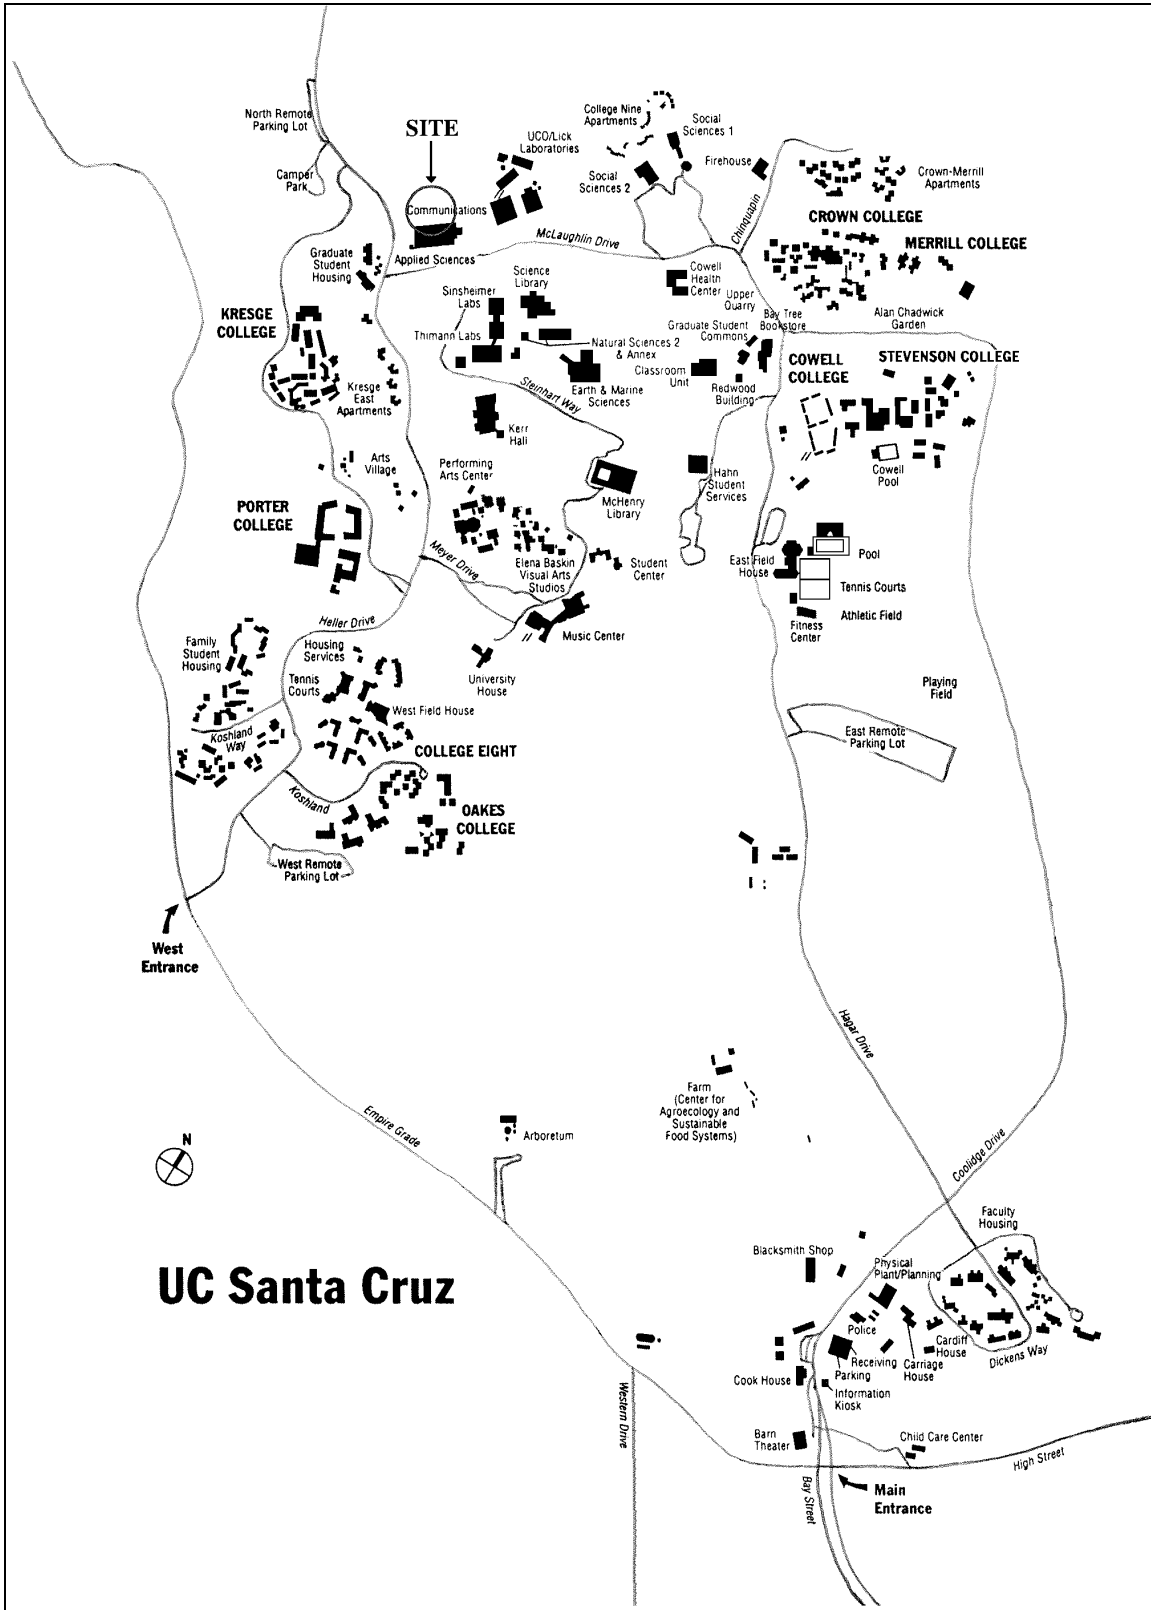 North Remote
Parking Lot
SITE
College Nine
Apartments
Social
Sciences 1
UCO/Lick
Laboratories
Firehouse
Camper
Park
Social
Sciences 2
Crown-Merrill
Apartments
Communications
Chinquapin
CROWN COLLEGE
McLaughlin Drive
MERRILL COLLEGE
Graduate
Student
Housing
Applied Sciences
Science
Library
Cowell
Health
Center
Sinsheimer
Labs
Upper
Quarry
KRESGE
COLLEGE
Bay Tree
Bookstore
Alan Chadwick
Garden
Thimann Labs
Graduate Student
Commons
Natural Sciences 2
& Annex
COWELL
COLLEGE
STEVENSON COLLEGE
Classroom
Unit
Kresge
East
Apartments
Steinhart Way
Earth & Marine
Sciences
Redwood
Building
Kerr
Hall
Arts
Village
Performing
Arts Center
Cowell
Pool
Hahn
Student
Services
McHenry
Library
PORTER
COLLEGE
Meyer Drive
Elena Baskin
Visual Arts
Studios
Student
Center
East Field
House
Pool
Tennis Courts
Heller Drive
Athletic Field
Fitness
Center
Family
Student
Housing
Housing
Services
Music Center
Tennis
Courts
University
House
Playing
Field
West Field House
Koshland
Way
East Remote
Parking Lot
COLLEGE EIGHT
Koshland
OAKES
COLLEGE
West Remote
Parking Lot
West
Entrance
Hagar Drive
Farm
(Center for
Agroecology and
Sustainable
Food Systems)
Empire Grade
Arboretum
N
Coolidge Drive
Faculty
Housing
Blacksmith Shop
Physical
Plant/Planning
UC Santa Cruz
Police
Cardiff
House
Dickens Way
Receiving
Carriage
House
Parking
Cook House
Information
Kiosk
Western Drive
Barn
Theater
Child Care Center
High Street
Bay Street
Main
Entrance